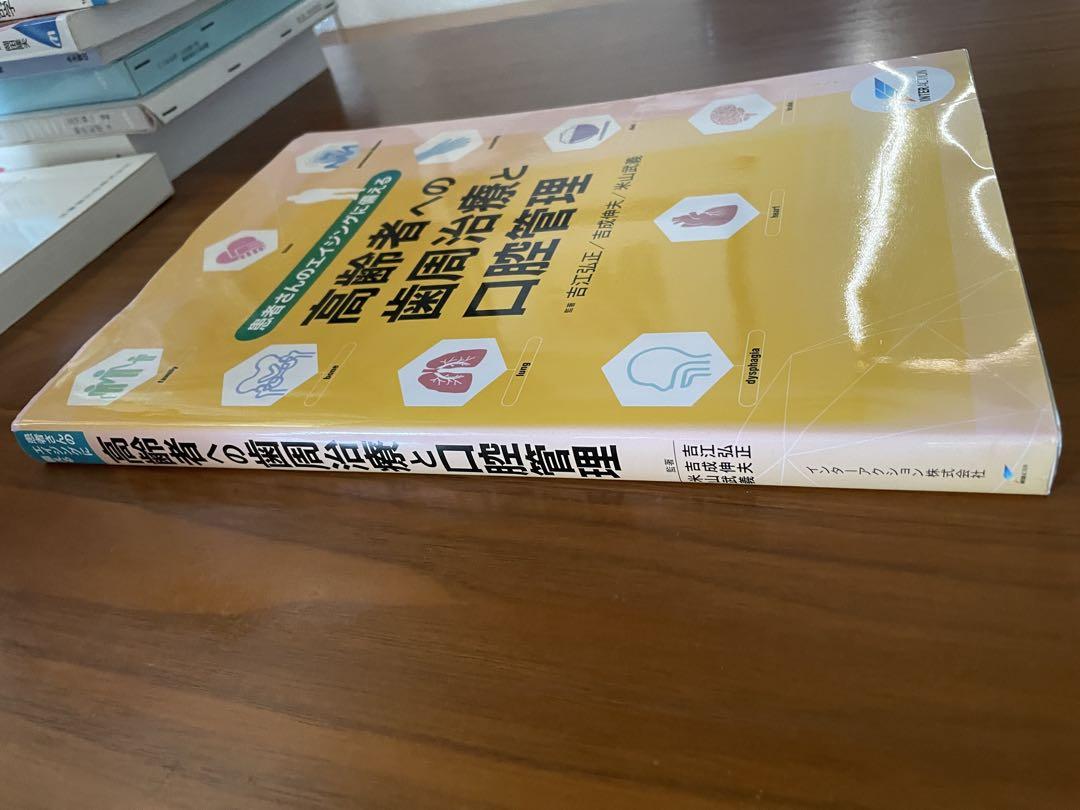 患者さんのエイジングに備える
高齢者への
歯周治療と
口腔管理
監著 吉江弘正/吉成伸夫/米山武義
INTERACTION
family
bone
lung
dysphagia
heart
高齢者への歯周治療と口腔管理
監著
吉江弘正
吉成伸夫
米山武義
インターアクション株式会社